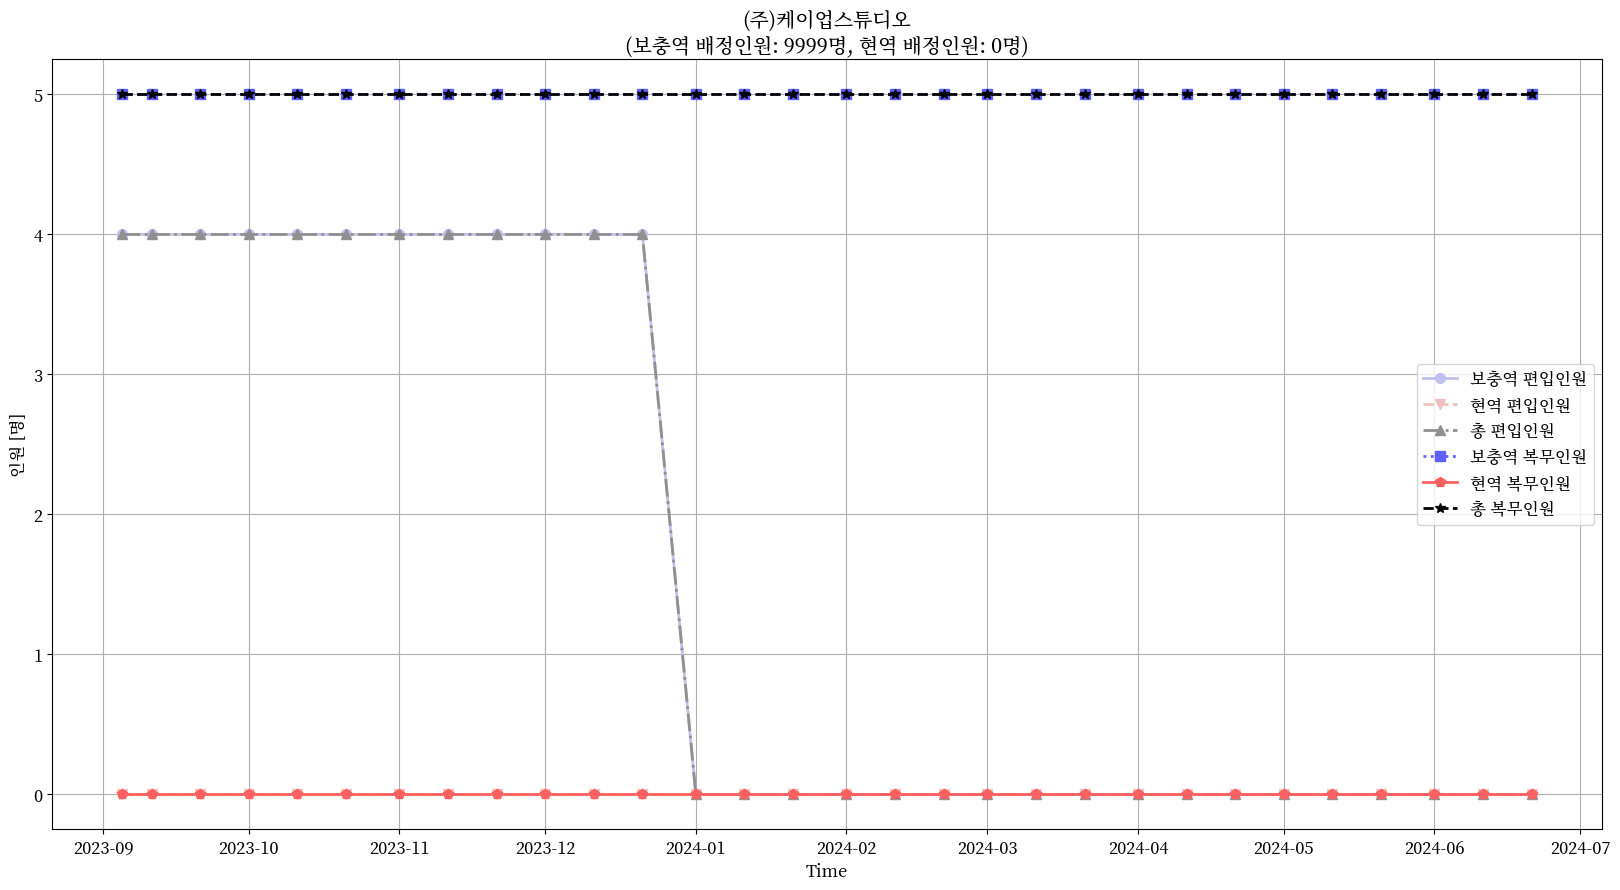 (주)케이업스튜디오
(보충역 배정인원: 9999명, 현역 배정인원: 0명)
인원 [명]
5
4
3
2
1
0
보충역 편입인원
현역 편입인원
총 편입인원
보충역 복무인원
현역 복무인원
총 복무인원
2023-09 2023-10 2023-11 2023-12 2024-01 2024-02 2024-03 2024-04 2024-05 2024-06 2024-07
Time